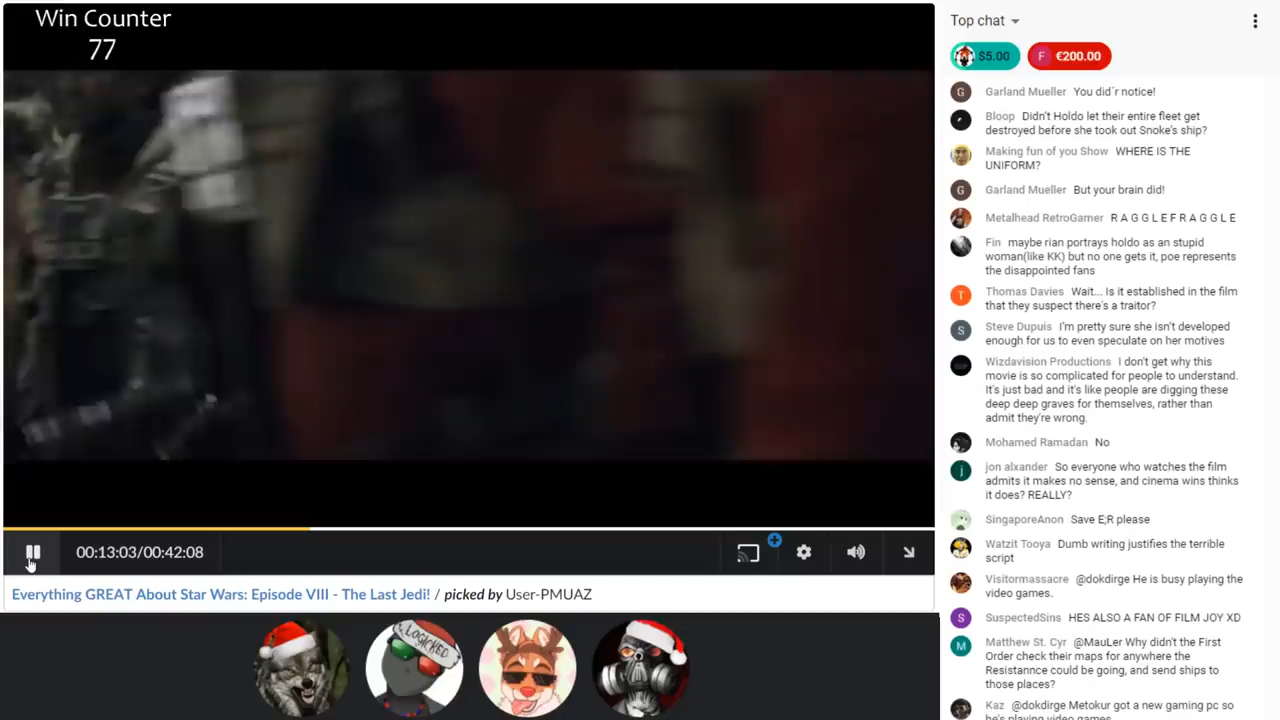 Win Counter
77
00:13:03/00:42:08
Everything GREAT About Star Wars: Episode VIII - The Last Jedi! / picked by User-PMUAZ
LOGICKED
Top chat
$5.00
F €200.00
G Garland Mueller You did´r notice!
Bloop Didn't Holdo let their entire fleet get
destroyed before she took out Snoke's ship?
Making fun of you Show WHERE IS THE
UNIFORM?
G Garland Mueller But your brain did!
Metalhead RetroGamer R A G G L E F R A G G L E
Fin maybe rian portrays holdo as an stupid
woman(like KK) but no one gets it, poe represents
the disappointed fans
T Thomas Davies Wait... Is it established in the film
that they suspect there's a traitor?
S Steve Dupuis I'm pretty sure she isn't developed
enough for us to even speculate on her motives
Wizdavision Productions I don't get why this
movie is so complicated for people to understand.
It's just bad and it's like people are digging these
deep deep graves for themselves, rather than
admit they're wrong.
Mohamed Ramadan No
j jon alxander So everyone who watches the film
admits it makes no sense, and cinema wins thinks
it does? REALLY?
SingaporeAnon Save E;R please
Watzit Tooya Dumb writing justifies the terrible
script
Visitormassacre @dokdirge He is busy playing the
video games.
S SuspectedSins HES ALSO A FAN OF FILM JOY XD
M Matthew St. Cyr @MauLer Why didn't the First
Order check their maps for anywhere the
Resistannce could be going, and send ships to
those places?
Kaz @dokdirge Metokur got a new gaming pc so
he's playing video games